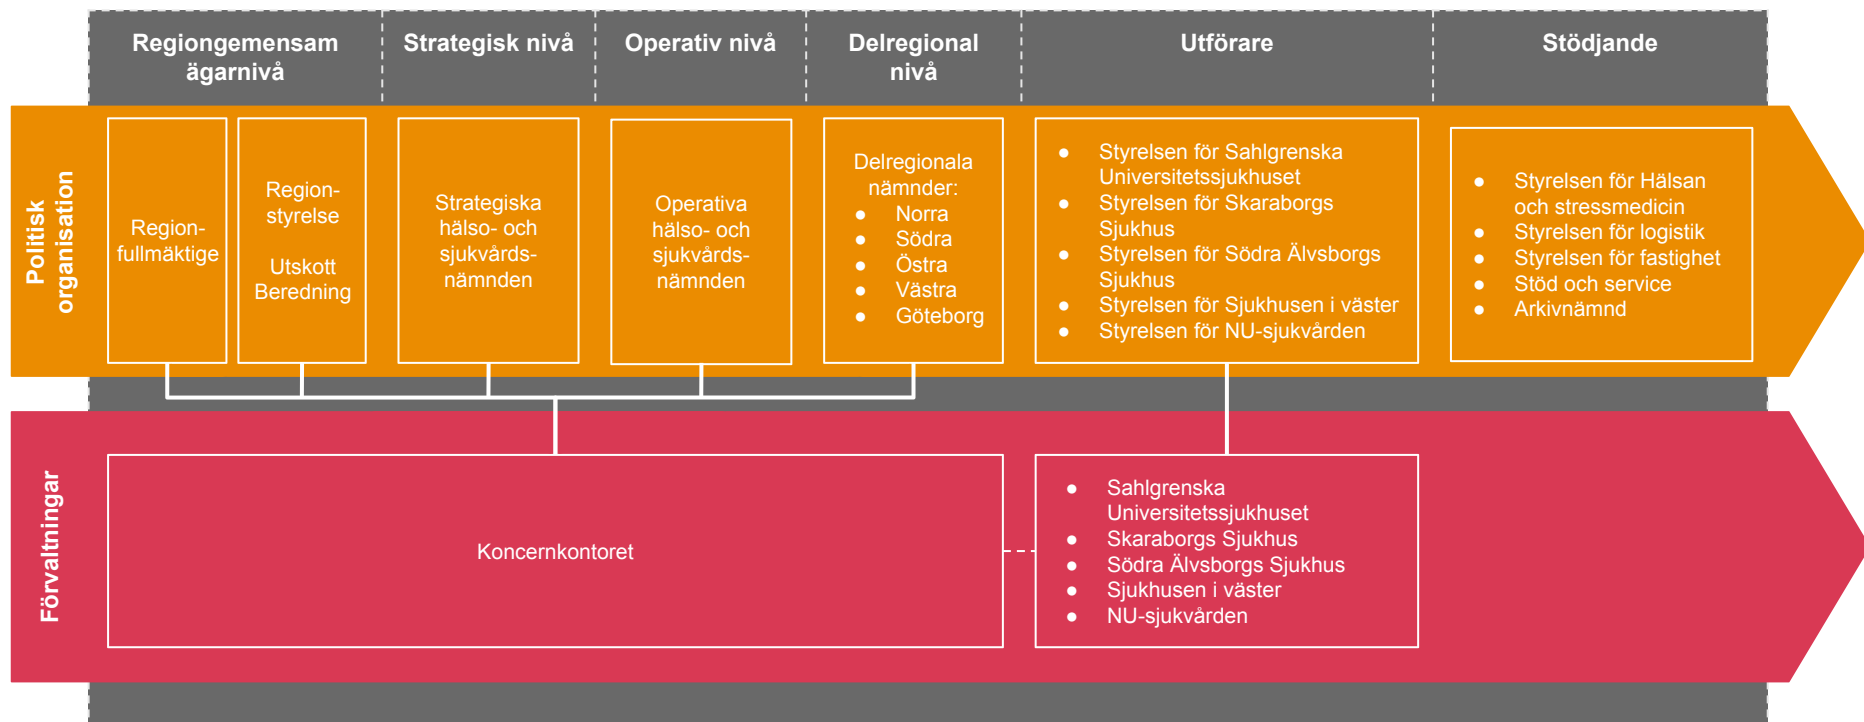 Regiongemensam
ägarnivå
Strategisk nivå
Operativ nivå
Delregional
nivå
Utförare
Stödjande
Politisk
organisation
Region-
fullmäktige
Region-
styrelse
Utskott
Beredning
Strategiska
hälso- och
sjukvårds-
nämnden
Operativa
hälso- och
sjukvårds-
nämnden
Delregionala
nämnder:
● Norra
● Södra
● Östra
● Västra
● Göteborg
● Styrelsen för Sahlgrenska
Universitetssjukhuset
● Styrelsen för Skaraborgs
Sjukhus
● Styrelsen för Södra Älvsborgs
Sjukhus
● Styrelsen för Sjukhusen i väster
● Styrelsen för NU-sjukvården
● Styrelsen för Hälsan
och stressmedicin
● Styrelsen för logistik
● Styrelsen för fastighet
● Stöd och service
● Arkivnämnd
Förvaltningar
Koncernkontoret
● Sahlgrenska
Universitetssjukhuset
● Skaraborgs Sjukhus
● Södra Älvsborgs Sjukhus
● Sjukhusen i väster
● NU-sjukvården